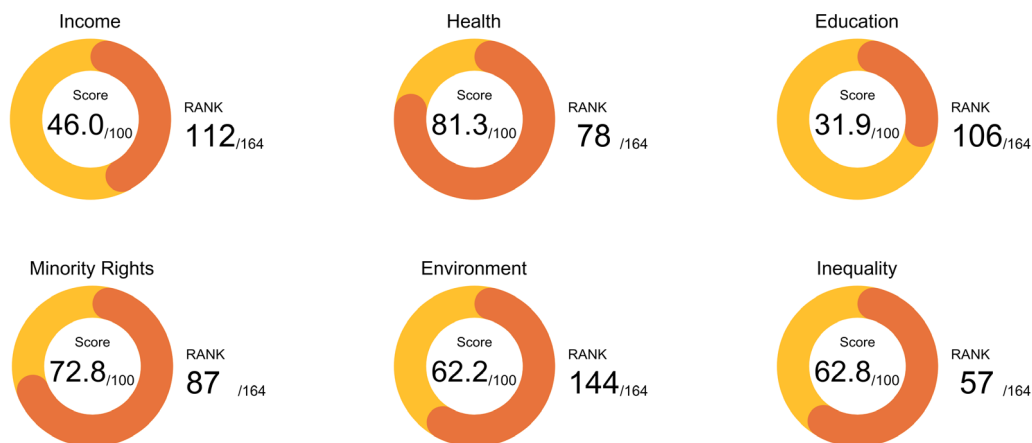 Income
Score
46.0/100
RANK
112/164
Health
Score
81.3/100
RANK
78 /164
Education
Score
31.9/100
RANK
106/164
Minority Rights
Score
72.8/100
RANK
87 /164
Environment
Score
62.2/100
RANK
144/164
Inequality
Score
62.8/100
RANK
57 /164